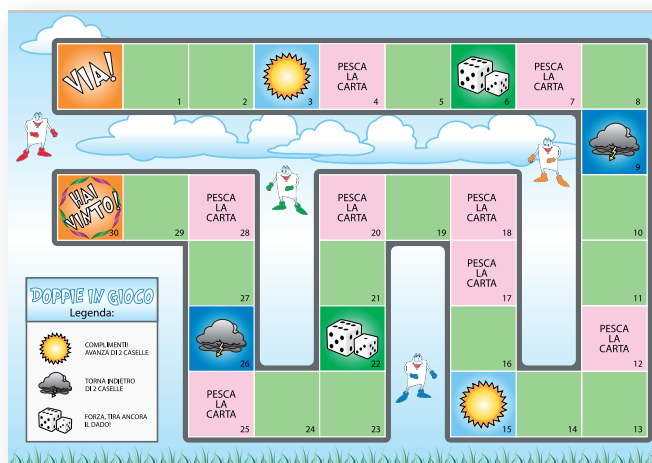 VIA!
1
2
3
PESCA
LA
CARTA
4
5
6
PESCA
LA
CARTA
7
8
9
10
11
PESCA
LA
CARTA
12
13
14
15
16
PESCA
LA
CARTA
17
PESCA
LA
CARTA
18
19
PESCA
LA
CARTA
20
21
22
23
24
PESCA
LA
CARTA
25
26
27
PESCA
LA
CARTA
28
29
HAI
VINTO!
30
DOPPIE IN GIOCO
Legenda:
COMPLIMENTI!
AVANZA DI 2 CASELLE
TORNA INDIETRO
DI 2 CASELLE
FORZA, TIRA ANCORA
IL DADO!